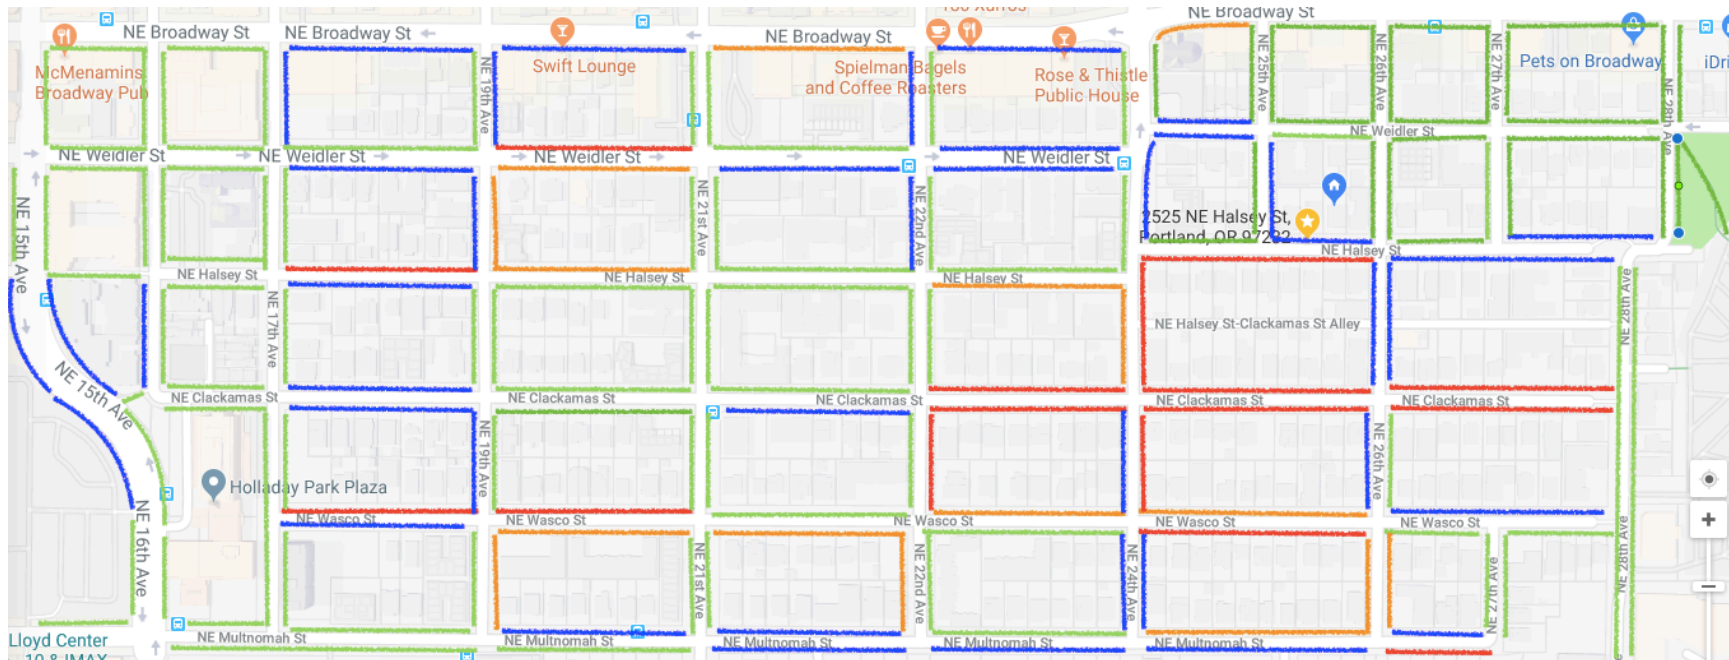 NE Broadway St
NE Broadway St
NE Broadway St
NE Broadway St
McMenamins
Broadway Pub
Swift Lounge
Spielman Bagels
and Coffee Roasters
Rose & Thistle
Public House
Pets on Broadway
iDri
NE 19th Ave
NE 25th Ave
NE 26th Ave
NE 27th Ave
NE 28th Ave
NE Weidler St
NE Weidler St
NE Weidler St
NE Weidler St
NE Weidler St
NE 15th Ave
NE 21st Ave
NE 22nd Ave
2525 NE Halsey St,
Portland, OR 97232
NE Halsey St
NE Halsey St
NE Halsey St
NE Halsey St
NE 17th Ave
NE 28th Ave
NE Halsey St-Clackamas St Alley
NE 15th Ave
NE Clackamas St
NE Clackamas St
NE Clackamas St
NE Clackamas St
NE Clackamas St
NE 19th Ave
NE 26th Ave
Holladay Park Plaza
NE Wasco St
NE Wasco St
NE Wasco St
NE Wasco St
NE Wasco St
NE 16th Ave
NE 21st Ave
NE 22nd Ave
NE 24th Ave
NE 27th Ave
NE 28th Ave
Lloyd Center
10 & IMAX
NE Multnomah St
NE Multnomah St
NE Multnomah St
NE Multnomah St
NE Multnomah St